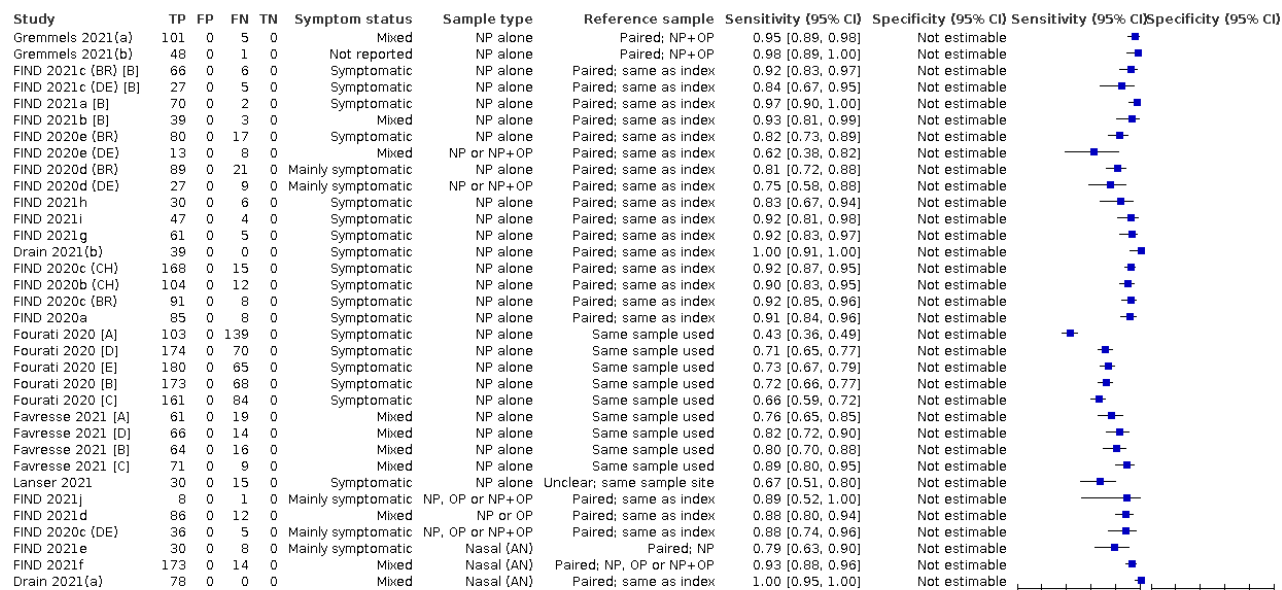 Study TP FP FN TN Symptom status Sample type Reference sample Sensitivity (95% CI) Specificity (95% CI) Sensitivity (95% CI) Specificity (95% CI)
Gremmels 2021(a) 101 0 5 0 Mixed NP alone Paired; NP+OP 0.95 [0.89, 0.98] Not estimable
Gremmels 2021(b) 48 0 1 0 Not reported NP alone Paired; NP+OP 0.98 [0.89, 1.00] Not estimable
FIND 2021c (BR) [B] 66 0 6 0 Symptomatic NP alone Paired; same as index 0.92 [0.83, 0.97] Not estimable
FIND 2021c (DE) [B] 27 0 5 0 Symptomatic NP alone Paired; same as index 0.84 [0.67, 0.95] Not estimable
FIND 2021a [B] 70 0 2 0 Symptomatic NP alone Paired; same as index 0.97 [0.90, 1.00] Not estimable
FIND 2021b [B] 39 0 3 0 Mixed NP alone Paired; same as index 0.93 [0.81, 0.99] Not estimable
FIND 2020e (BR) 80 0 17 0 Symptomatic NP alone Paired; same as index 0.82 [0.73, 0.89] Not estimable
FIND 2020e (DE) 13 0 8 0 Mixed NP or NP+OP Paired; same as index 0.62 [0.38, 0.82] Not estimable
FIND 2020d (BR) 89 0 21 0 Mainly symptomatic NP alone Paired; same as index 0.81 [0.72, 0.88] Not estimable
FIND 2020d (DE) 27 0 9 0 Mainly symptomatic NP or NP+OP Paired; same as index 0.75 [0.58, 0.88] Not estimable
FIND 2021h 30 0 6 0 Symptomatic NP alone Paired; same as index 0.83 [0.67, 0.94] Not estimable
FIND 2021i 47 0 4 0 Symptomatic NP alone Paired; same as index 0.92 [0.81, 0.98] Not estimable
FIND 2021g 61 0 5 0 Symptomatic NP alone Paired; same as index 0.92 [0.83, 0.97] Not estimable
Drain 2021(b) 39 0 0 0 Symptomatic NP alone Paired; same as index 1.00 [0.91, 1.00] Not estimable
FIND 2020c (CH) 168 0 15 0 Symptomatic NP alone Paired; same as index 0.92 [0.87, 0.95] Not estimable
FIND 2020b (CH) 104 0 12 0 Symptomatic NP alone Paired; same as index 0.90 [0.83, 0.95] Not estimable
FIND 2020c (BR) 91 0 8 0 Symptomatic NP alone Paired; same as index 0.92 [0.85, 0.96] Not estimable
FIND 2020a 85 0 8 0 Symptomatic NP alone Paired; same as index 0.91 [0.84, 0.96] Not estimable
Fourati 2020 [A] 103 0 139 0 Symptomatic NP alone Same sample used 0.43 [0.36, 0.49] Not estimable
Fourati 2020 [D] 174 0 70 0 Symptomatic NP alone Same sample used 0.71 [0.65, 0.77] Not estimable
Fourati 2020 [E] 180 0 65 0 Symptomatic NP alone Same sample used 0.73 [0.67, 0.79] Not estimable
Fourati 2020 [B] 173 0 68 0 Symptomatic NP alone Same sample used 0.72 [0.66, 0.77] Not estimable
Fourati 2020 [C] 161 0 84 0 Symptomatic NP alone Same sample used 0.66 [0.59, 0.72] Not estimable
Favresse 2021 [A] 61 0 19 0 Mixed NP alone Same sample used 0.76 [0.65, 0.85] Not estimable
Favresse 2021 [D] 66 0 14 0 Mixed NP alone Same sample used 0.82 [0.72, 0.90] Not estimable
Favresse 2021 [B] 64 0 16 0 Mixed NP alone Same sample used 0.80 [0.70, 0.88] Not estimable
Favresse 2021 [C] 71 0 9 0 Mixed NP alone Same sample used 0.89 [0.80, 0.95] Not estimable
Lanser 2021 30 0 15 0 Symptomatic NP alone Unclear; same sample site 0.67 [0.51, 0.80] Not estimable
FIND 2021j 8 0 1 0 Mainly symptomatic NP, OP or NP+OP Paired; same as index 0.89 [0.52, 1.00] Not estimable
FIND 2021d 86 0 12 0 Mixed NP or OP Paired; same as index 0.88 [0.80, 0.94] Not estimable
FIND 2020c (DE) 36 0 5 0 Mainly symptomatic NP, OP or NP+OP Paired; same as index 0.88 [0.74, 0.96] Not estimable
FIND 2021e 30 0 8 0 Mainly symptomatic Nasal (AN) Paired; NP 0.79 [0.63, 0.90] Not estimable
FIND 2021f 173 0 14 0 Mixed Nasal (AN) Paired; NP, OP or NP+OP 0.93 [0.88, 0.96] Not estimable
Drain 2021(a) 78 0 0 0 Mixed Nasal (AN) Paired; same as index 1.00 [0.95, 1.00] Not estimable